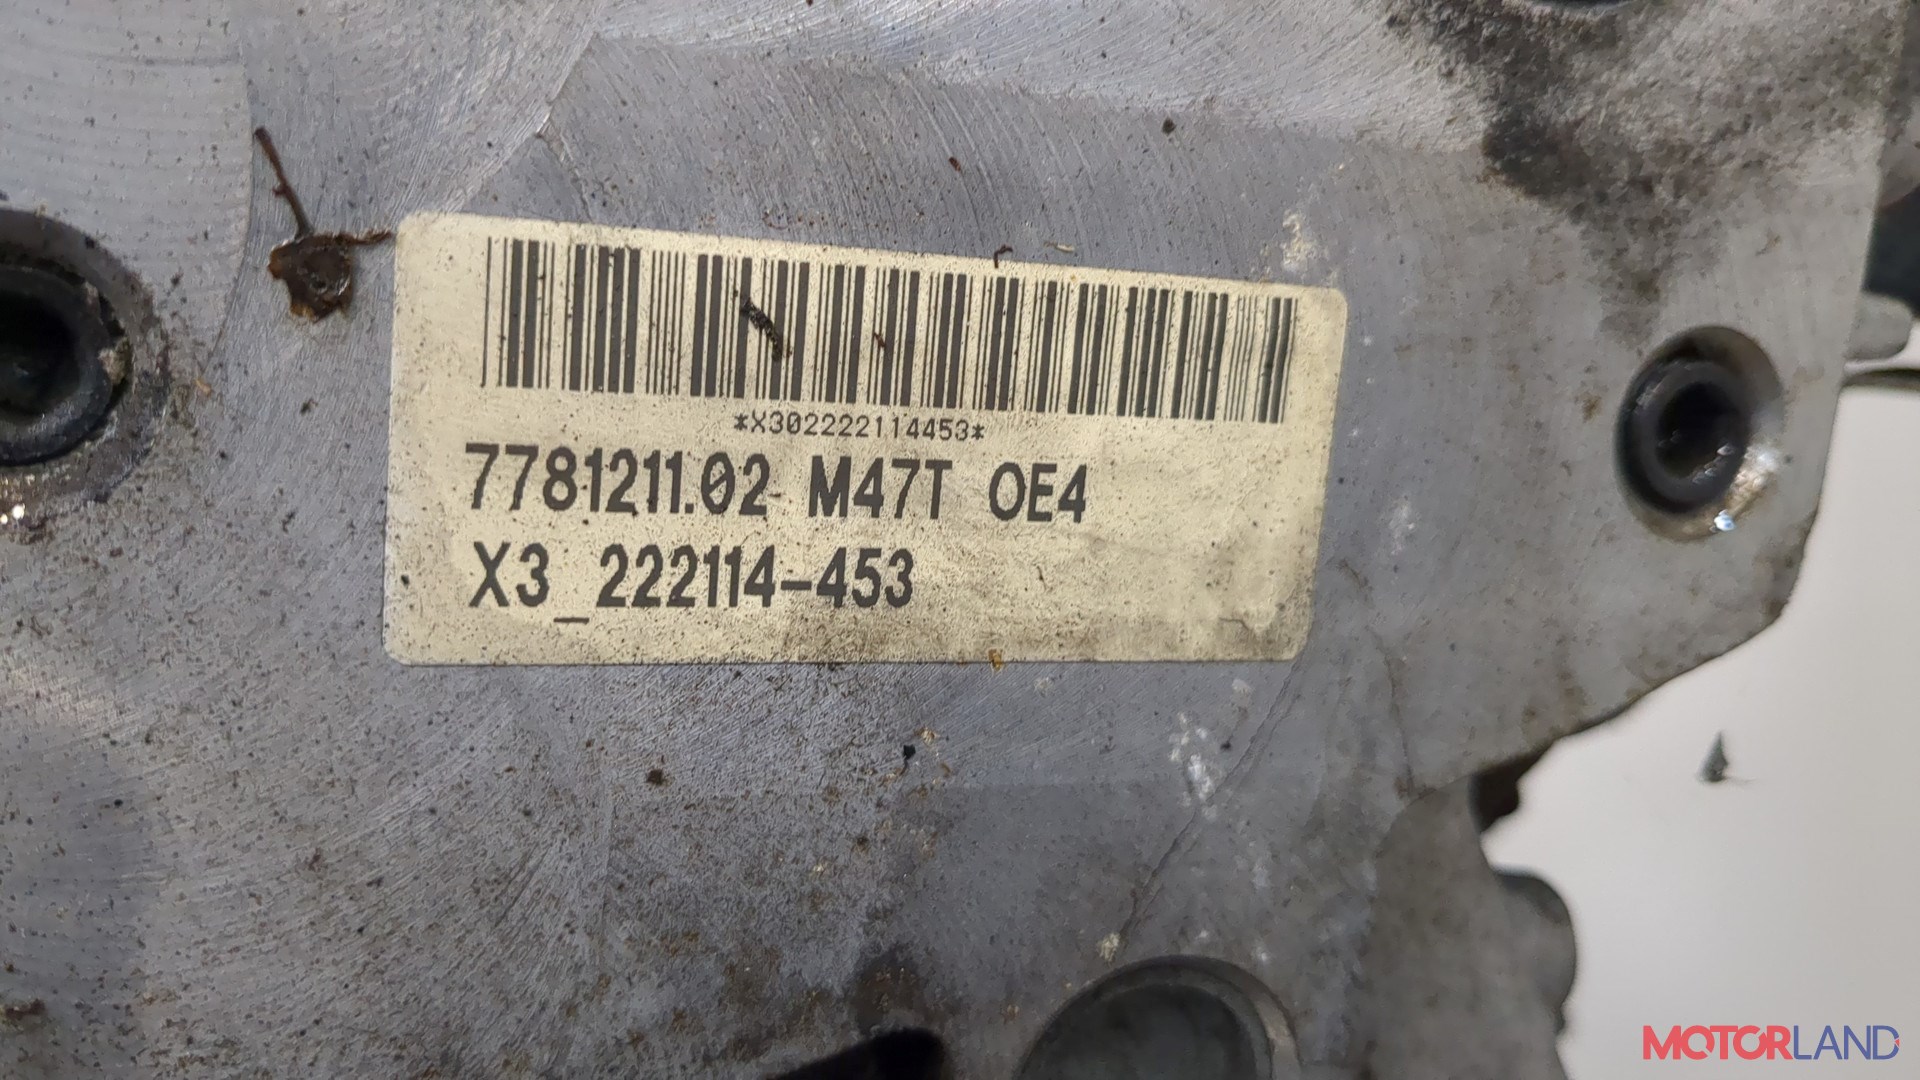 *X302222114453*
7781211.02 M47T OE4
X3_222114-453
MOTORLAND